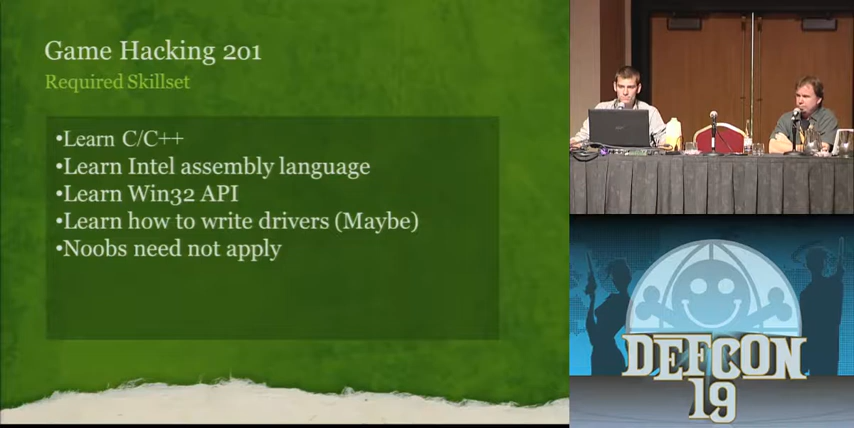 Game Hacking 201
Required Skillset
•Learn C/C++
•Learn Intel assembly language
•Learn Win32 API
•Learn how to write drivers (Maybe)
•Noobs need not apply
DEFCON
19